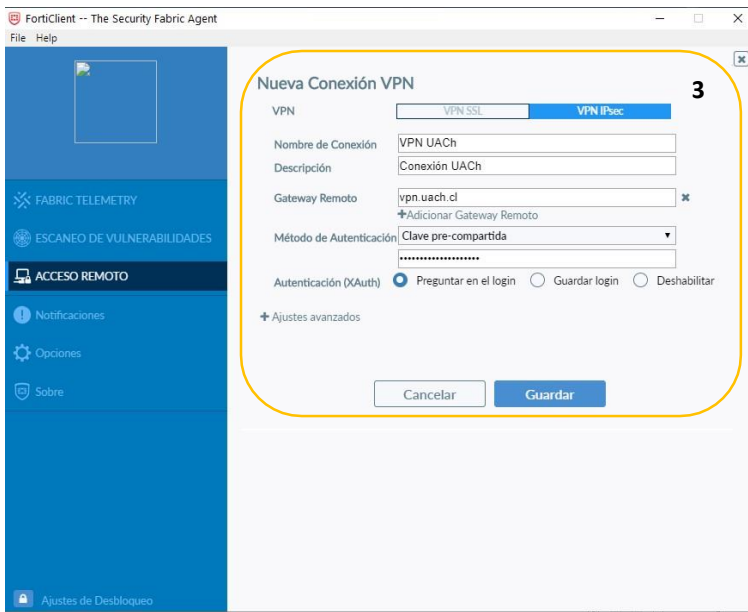 FortiClient -- The Security Fabric Agent
File Help
Nueva Conexión VPN
3
VPN VPN SSL VPN IPsec
Nombre de Conexión VPN UACh
Descripción Conexión UACh
Gateway Remoto vpn.uach.cl
+Adicionar Gateway Remoto
Método de Autenticación Clave pre-compartida
••••••••••••••••••••
Autenticación (XAuth) Preguntar en el login Guardar login Deshabilitar
+ Ajustes avanzados
Cancelar Guardar
FABRIC TELEMETRY
ESCANEO DE VULNERABILIDADES
ACCESO REMOTO
Notificaciones
Opciones
Sobre
Ajustes de Desbloqueo